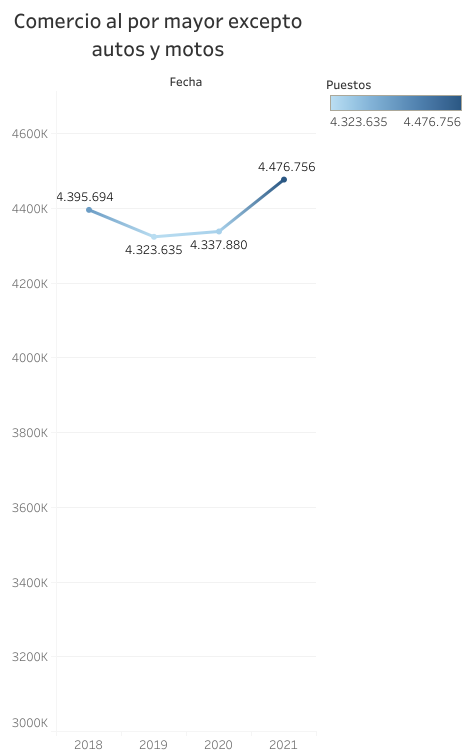 Comercio al por mayor excepto
autos y motos
Fecha
Puestos
4.323.635 4.476.756
4600K
4.476.756
4400K
4.395.694
4.323.635
4.337.880
4200K
4000K
3800K
3600K
3400K
3200K
3000K
2018 2019 2020 2021